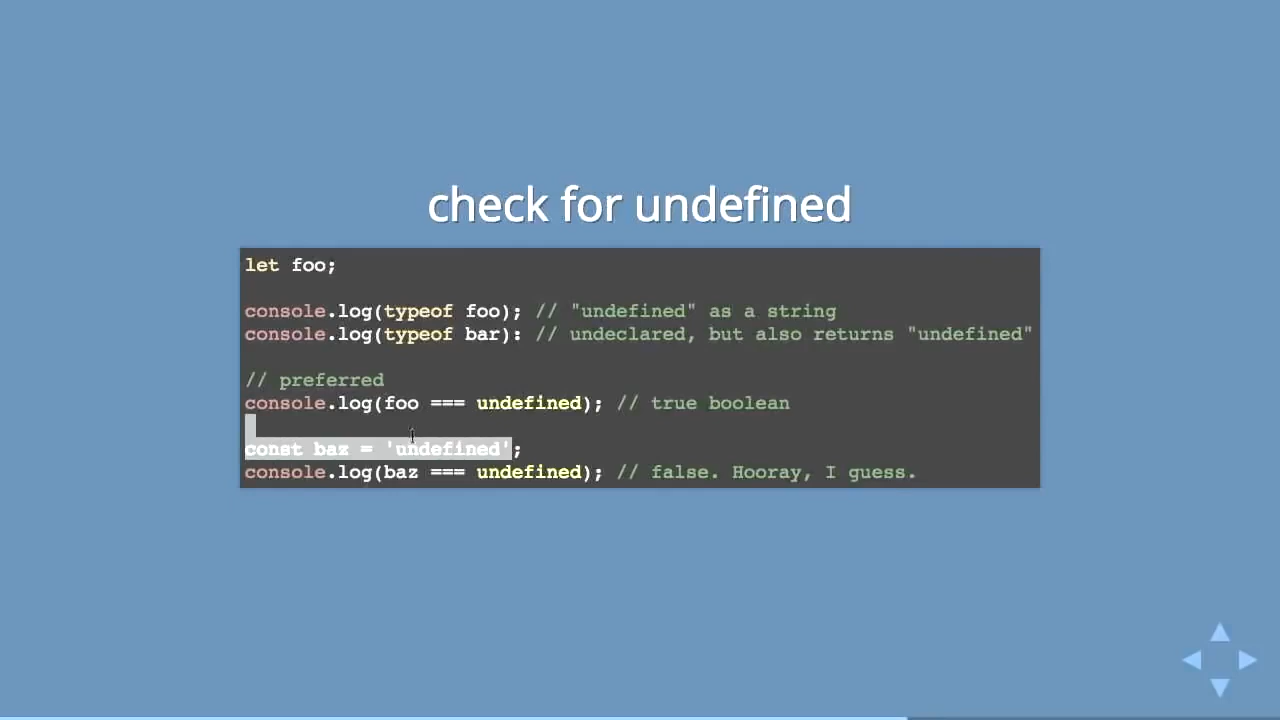 check for undefined
let foo;
console.log(typeof foo); // "undefined" as a string
console.log(typeof bar): // undeclared, but also returns "undefined"
// preferred
console.log(foo === undefined); // true boolean
const baz = 'undefined';
console.log(baz === undefined); // false. Hooray, I guess.